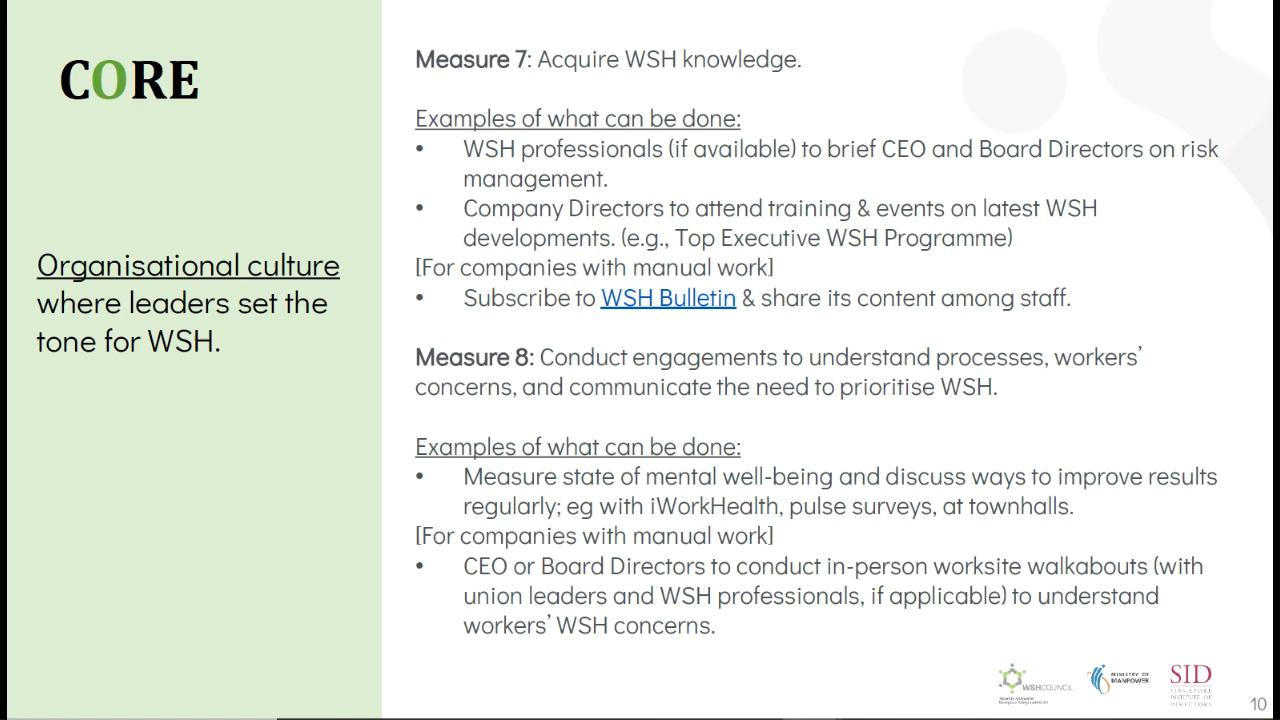 CORE
Organisational culture
where leaders set the
tone for WSH.
Measure 7: Acquire WSH knowledge.
Examples of what can be done:
• WSH professionals (if available) to brief CEO and Board Directors on risk
management.
• Company Directors to attend training & events on latest WSH
developments. (e.g., Top Executive WSH Programme)
[For companies with manual work]
• Subscribe to WSH Bulletin & share its content among staff.
Measure 8: Conduct engagements to understand processes, workers’
concerns, and communicate the need to prioritise WSH.
Examples of what can be done:
• Measure state of mental well-being and discuss ways to improve results
regularly; eg with iWorkHealth, pulse surveys, at townhalls.
[For companies with manual work]
• CEO or Board Directors to conduct in-person worksite walkabouts (with
union leaders and WSH professionals, if applicable) to understand
workers’ WSH concerns.
WSHCOUNCIL
MINISTRY OF
MANPOWER
SID
SINGAPORE
INSTITUTE OF
DIRECTORS
10